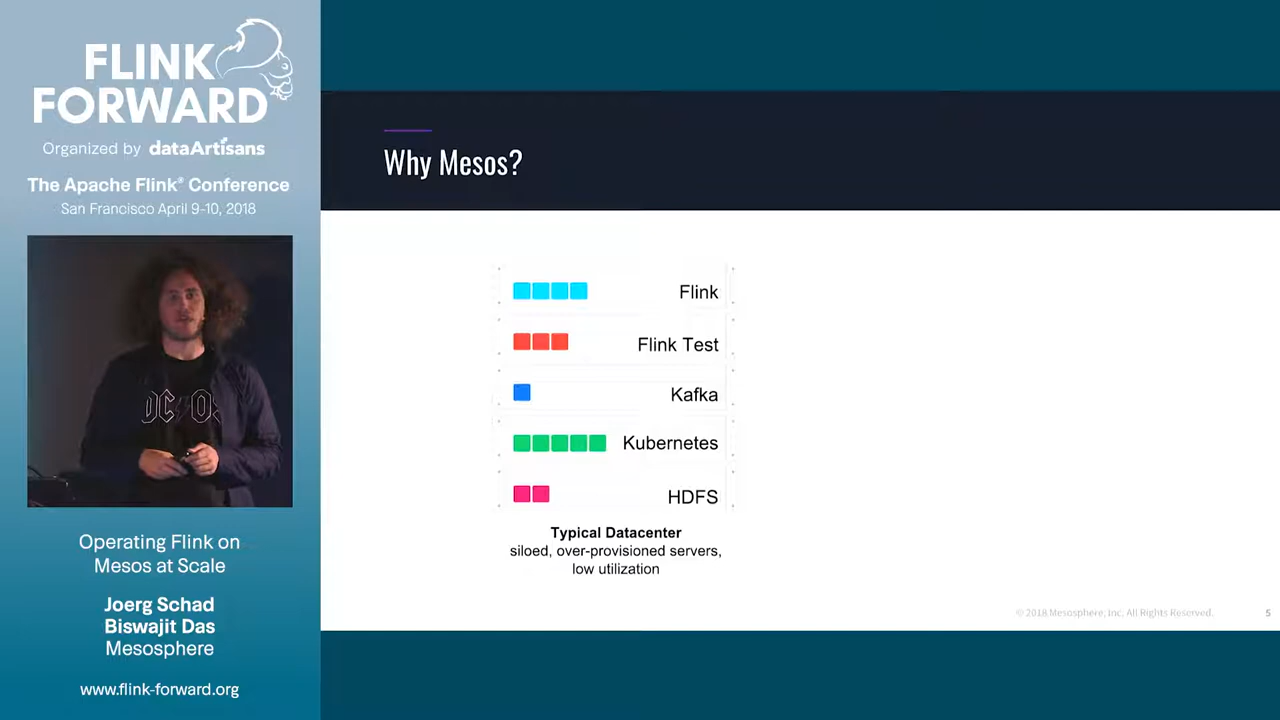 FLINK
FORWARD
Organized by dataArtisans
The Apache Flink® Conference
San Francisco April 9-10, 2018
DC/OS
Operating Flink on
Mesos at Scale
Joerg Schad
Biswajit Das
Mesosphere
www.flink-forward.org
Why Mesos?
Flink
Flink Test
Kafka
Kubernetes
HDFS
Typical Datacenter
siloed, over-provisioned servers,
low utilization
© 2018 Mesosphere, Inc. All Rights Reserved.
5